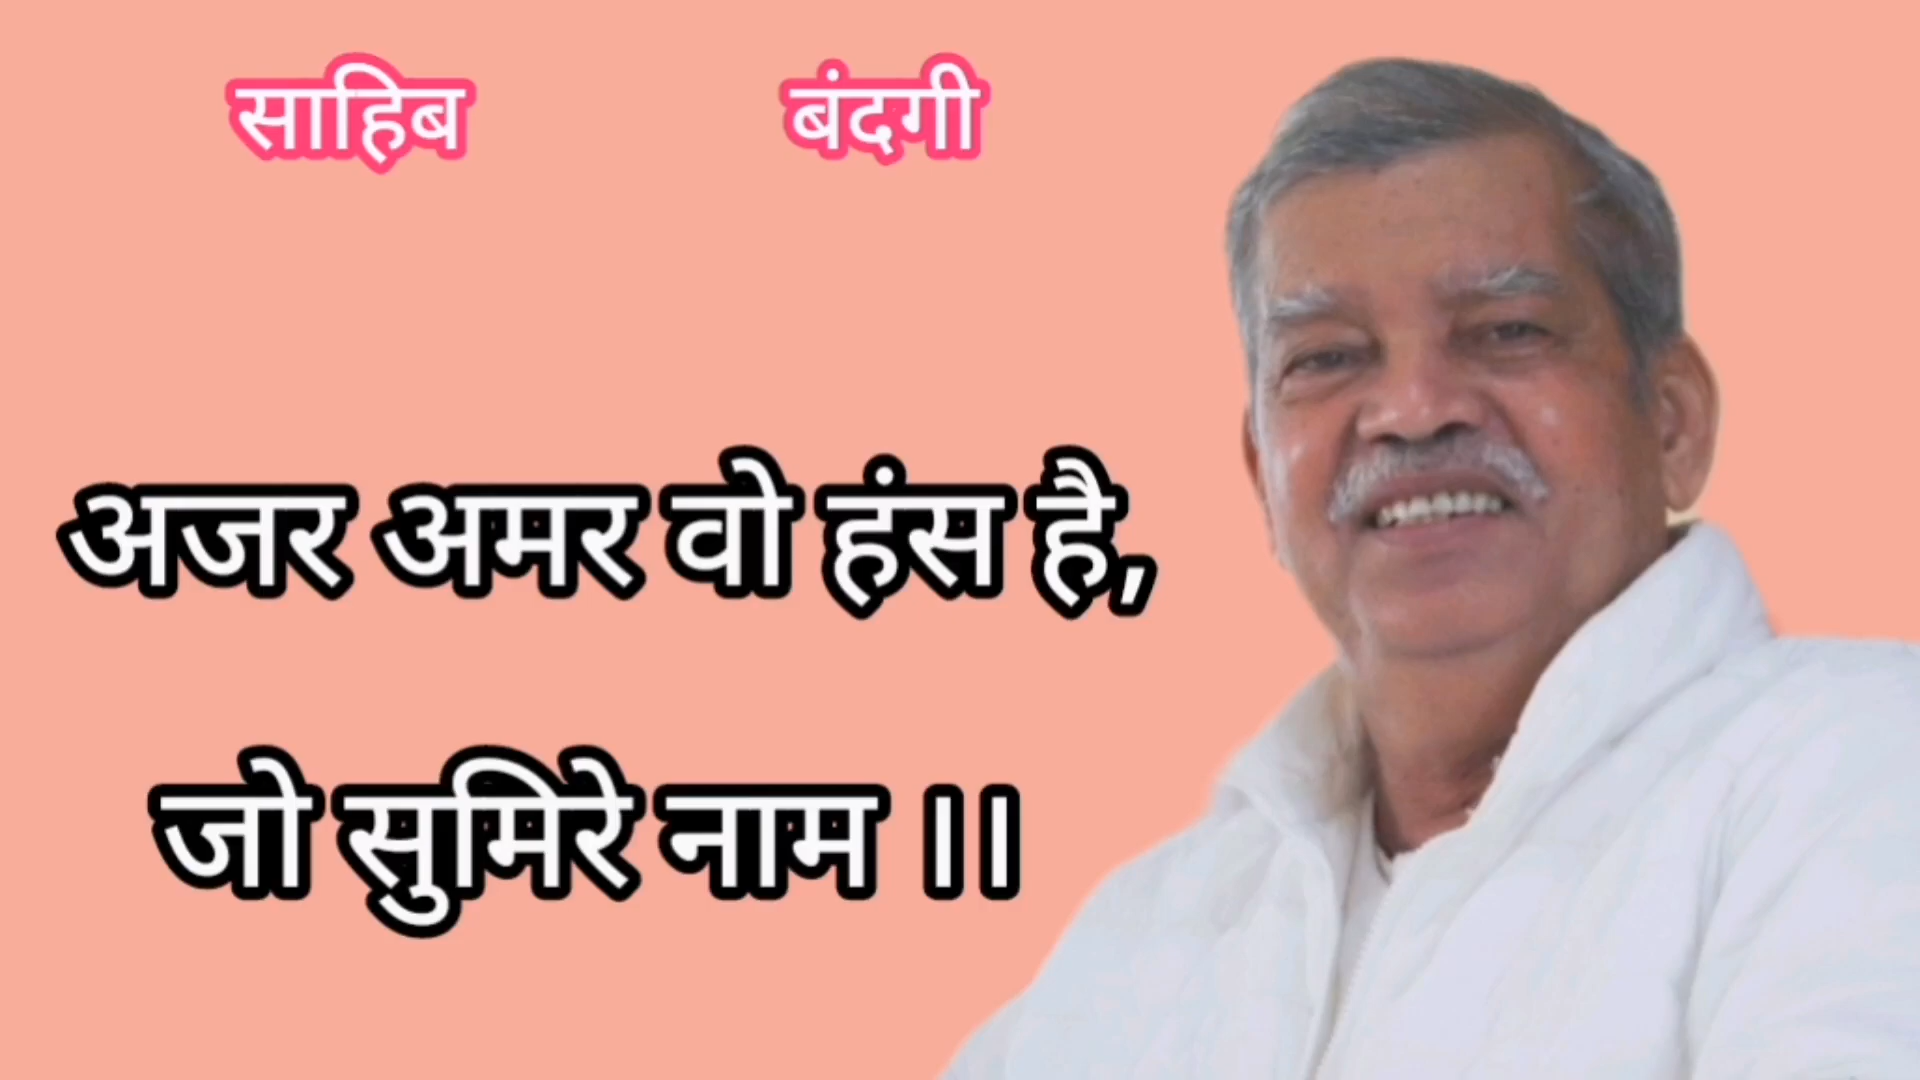 साहिब बंदगी
अजर अमर वो हंस है,
जो सुमिरे नाम ।।